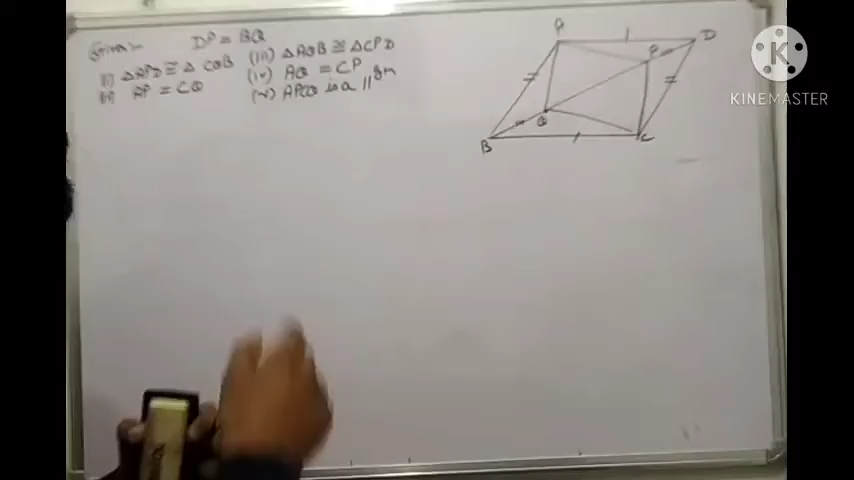 Given:- DP = BQ
(i) △APD ≅ △CQB (iii) △AQB ≅ △CPD
(ii) AP = CQ (iv) AQ = CP
(v) APCQ is a ||gm
A
D
P
Q
B
C
K
KINEMASTER